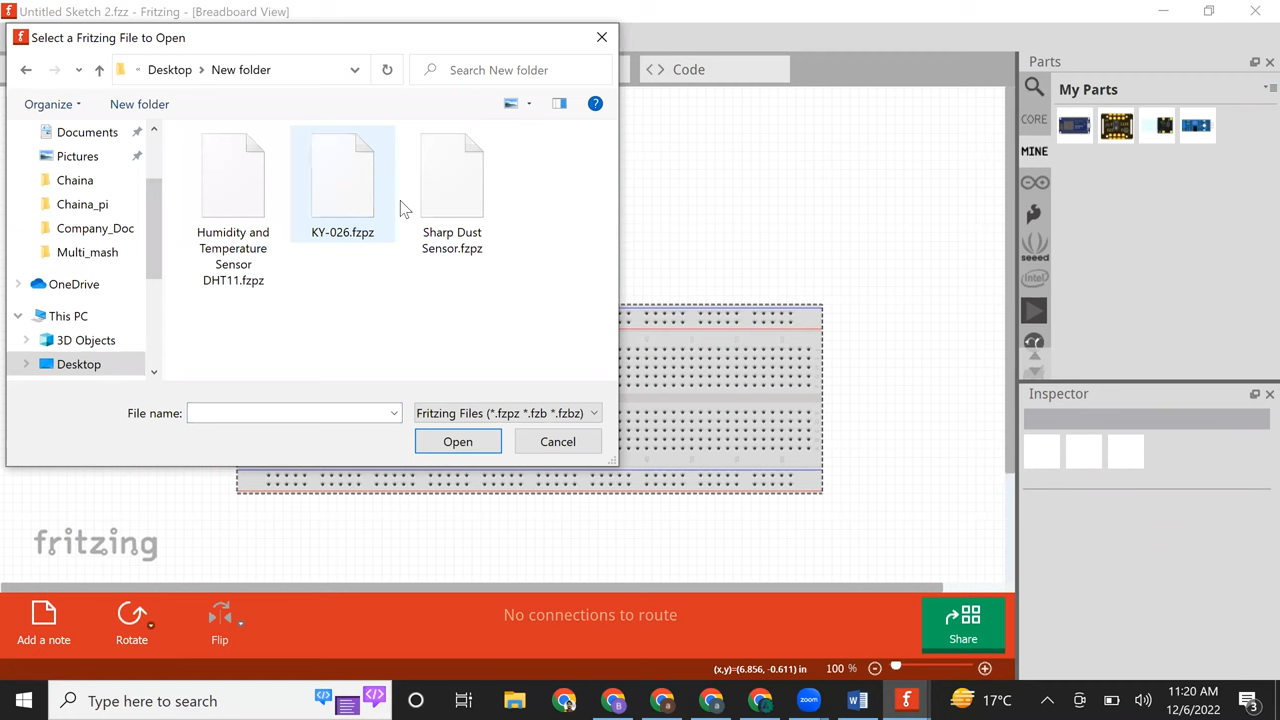 Untitled Sketch 2.fzz - Fritzing - [Breadboard View]
Select a Fritzing File to Open
Desktop › New folder
Search New folder
Organize
New folder
Documents
Pictures
Chaina
Chaina_pi
Company_Doc
Multi_mash
OneDrive
This PC
3D Objects
Desktop
Humidity and
Temperature
Sensor
DHT11.fzpz
KY-026.fzpz
Sharp Dust
Sensor.fzpz
File name:
Fritzing Files (*.fzpz *.fzb *.fzbz)
Open
Cancel
Code
Parts
My Parts
CORE
MINE
seeed
intel
Inspector
fritzing
Add a note
Rotate
Flip
No connections to route
Share
(x,y)=(6.856, -0.611) in
100 %
Type here to search
17°C
11:20 AM
12/6/2022
3